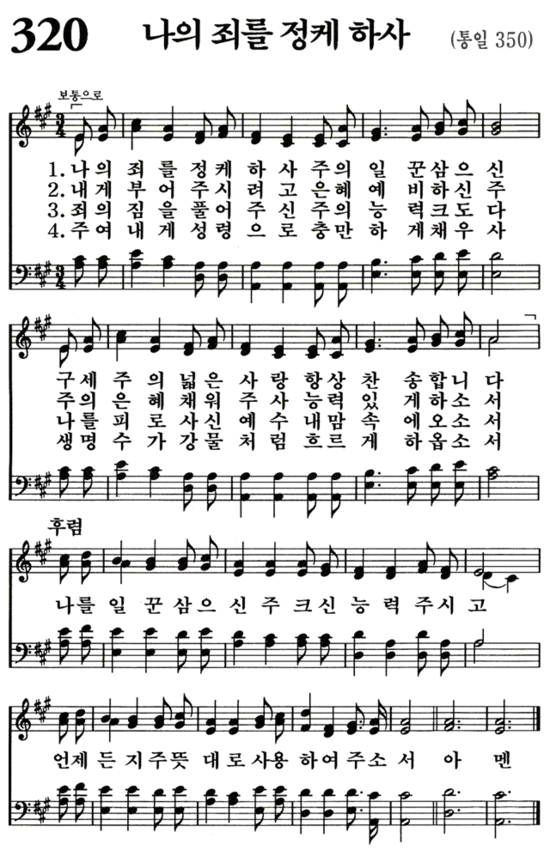 320 나의 죄를 정케 하사 (통일 350)
보통으로
1. 나의 죄를 정케하사 주의 일꾼삼으신
2. 내게 부어 주시려고 은혜 예비하신주
3. 죄의 짐을 풀어 주신 주의 능력크도다
4. 주여 내게 성령으로 충만하게채우사
구세주의 넓은 사랑 항상 찬송합니다
주의 은혜 채워 주사 능력 있게하소서
나를 피로 사신 예수 내맘 속에오소서
생명수가 강물처럼 흐르게 하옵소서
후렴
나를 일꾼 삼으신 주 크신 능력 주시고
언제든지 주뜻대로 사용하여 주소서 아멘